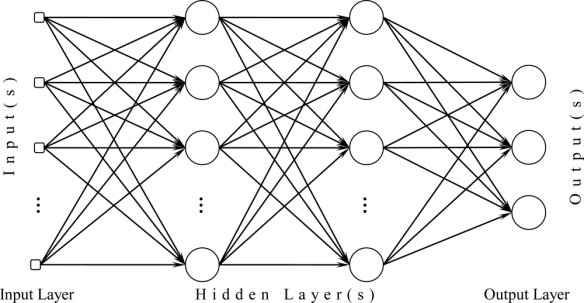 Input(s)
Output(s)
Input Layer
Hidden Layer(s)
Output Layer